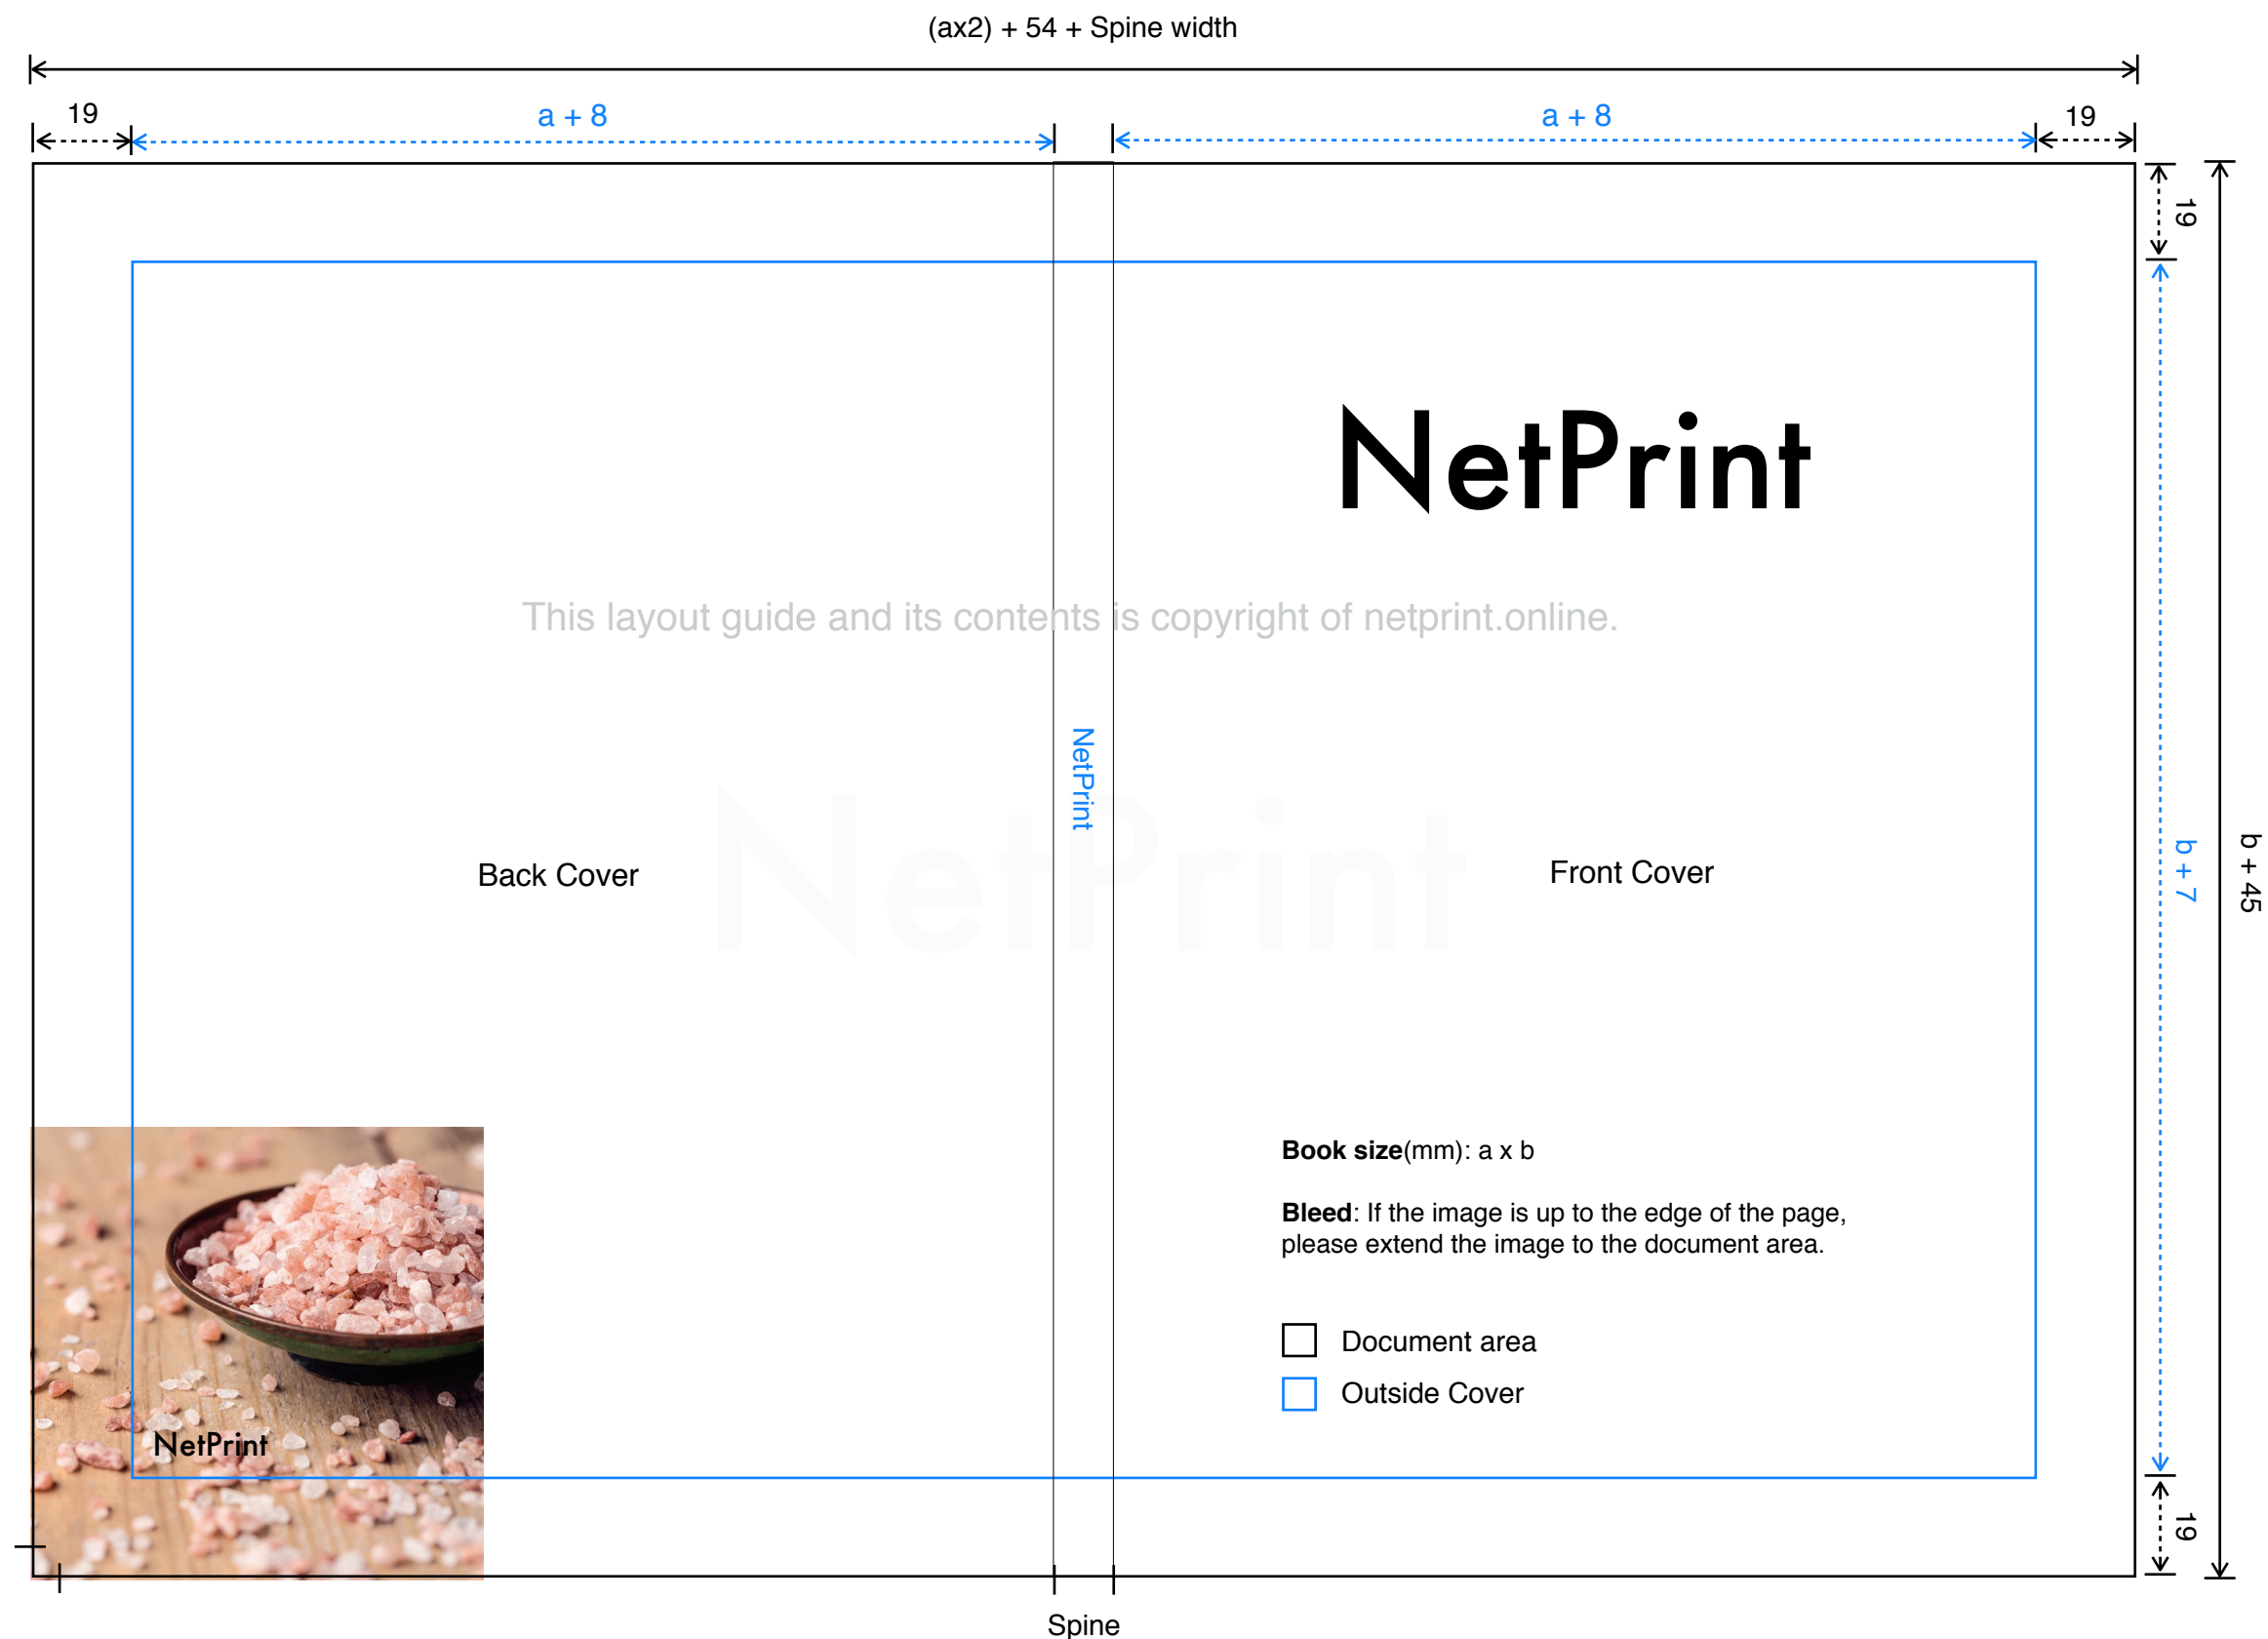 (ax2) + 54 + Spine width
19
a + 8
a + 8
19
19
NetPrint
This layout guide and its contents is copyright of netprint.online.
NetPrint
NetPrint
Back Cover
Front Cover
b + 7
b + 45
Book size(mm): a x b
Bleed: If the image is up to the edge of the page,
please extend the image to the document area.
Document area
Outside Cover
NetPrint
19
Spine